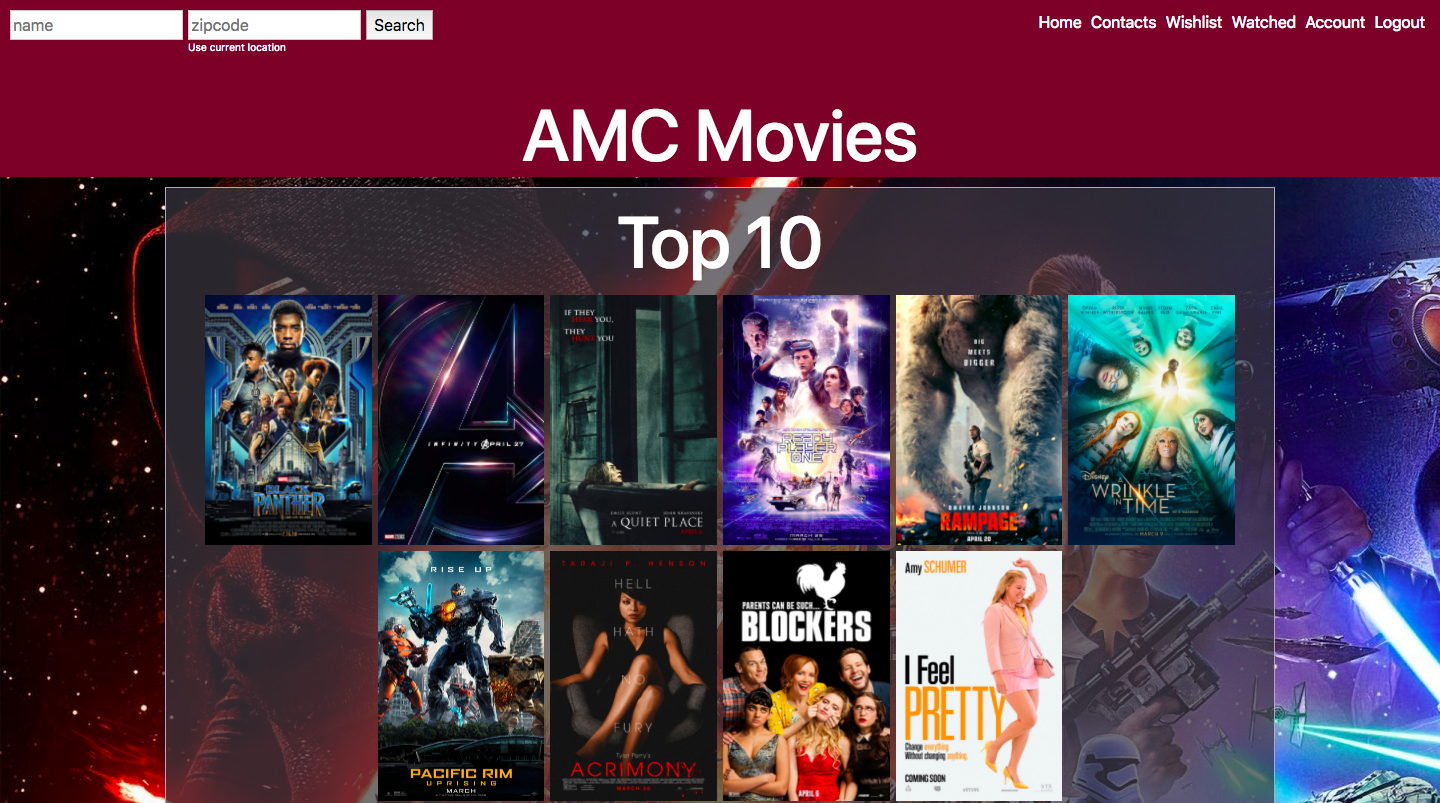 name
zipcode
Search
Home Contacts Wishlist Watched Account Logout
Use current location
AMC Movies
Top 10
BLACK
PANTHER
INFINITY APRIL 27
MARVEL STUDIOS
IF THEY
HEAR YOU,
THEY
HUNT YOU
EMILY BLUNT JOHN KRASINSKI
A QUIET PLACE
READY
PLAYER
ONE
MARCH 29
BIG
MEETS
BIGGER
DWAYNE JOHNSON
RAMPAGE
APRIL 20
DISNEY
A
WRINKLE
IN TIME
MARCH 9
RISE UP
PACIFIC RIM
UPRISING
MARCH
TARAJI P. HENSON
HELL
HATH
NO
FURY
Tyler Perry's
ACRIMONY
MARCH 30
PARENTS CAN BE SUCH...
BLOCKERS
APRIL 6
Amy SCHUMER
I Feel
PRETTY
Change everything
Without changing anything.
COMING SOON